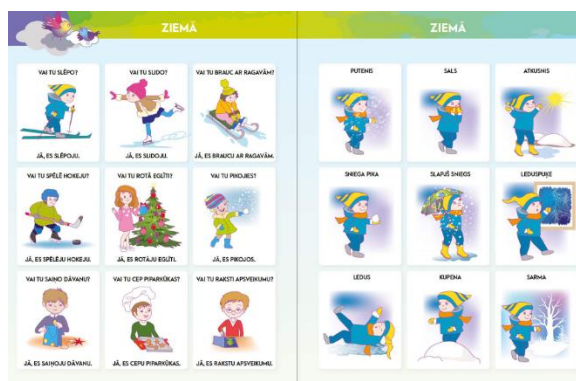 ZIEMĀ
VAI TU SLĒPO?
VAI TU SLIDO?
VAI TU BRAUC AR RAGAVĀM?
JĀ, ES SLĒPOJU.
JĀ, ES SLIDOJU.
JĀ, ES BRAUCU AR RAGAVĀM.
VAI TU SPĒLĒ HOKEJU?
VAI TU ROTĀ EGLĪTI?
VAI TU PIKOJIES?
JĀ, ES SPĒLĒJU HOKEJU.
JĀ, ES ROTĀJU EGLĪTI.
JĀ, ES PIKOJOS.
VAI TU SAIŅO DĀVANU?
VAI TU CEP PIPARKŪKAS?
VAI TU RAKSTI APSVEIKUMU?
JĀ, ES SAIŅOJU DĀVANU.
JĀ, ES CEPU PIPARKŪKAS.
JĀ, ES RAKSTU APSVEIKUMU.
ZIEMĀ
PUTENIS
SALS
ATKUSNIS
SNIEGA PIKA
SLAPJŠ SNIEGS
LEDUSPUĶE
LEDUS
KUPENA
SARMA